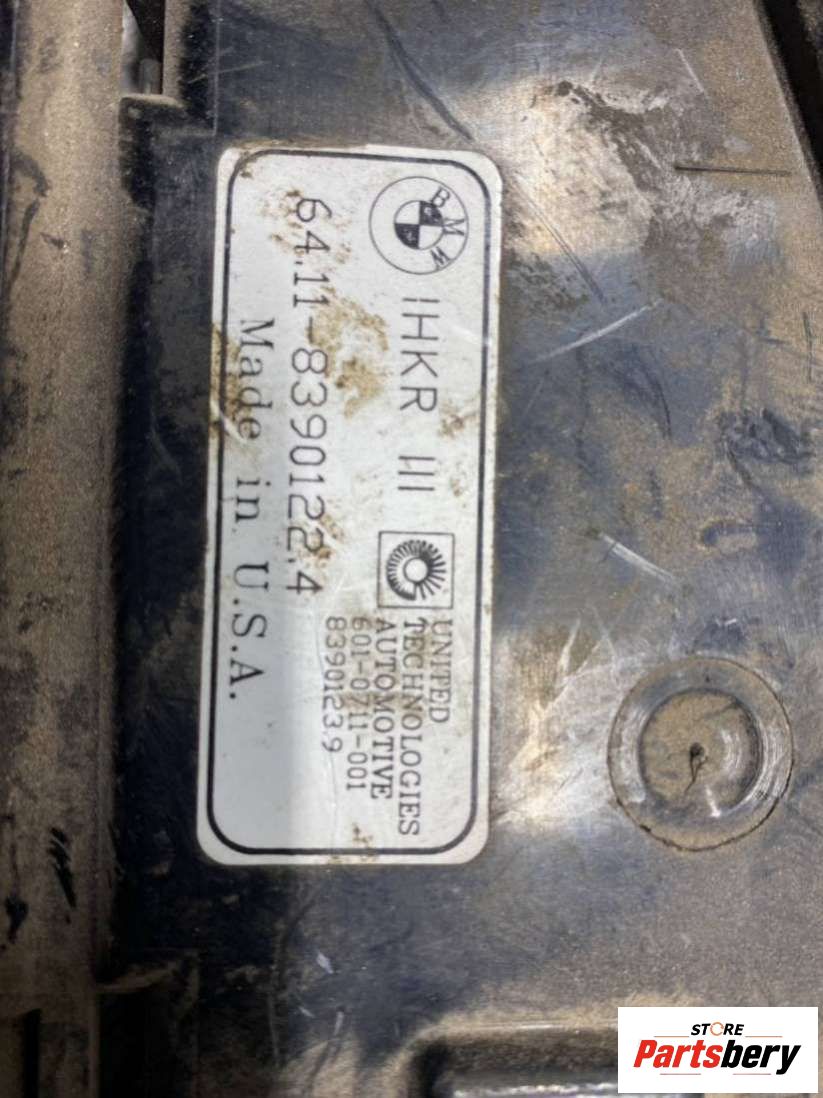 BMW
IHKR III
UNITED
TECHNOLOGIES
AUTOMOTIVE
601-0711-001
8390123.9
64.11-8390122.4
Made in U.S.A.
STORE
Partsbery